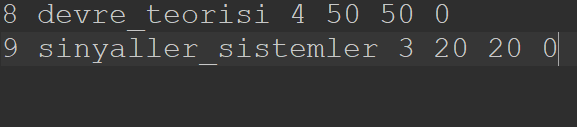 8 devre_teorisi 4 50 50 0
9 sinyaller_sistemler 3 20 20 0